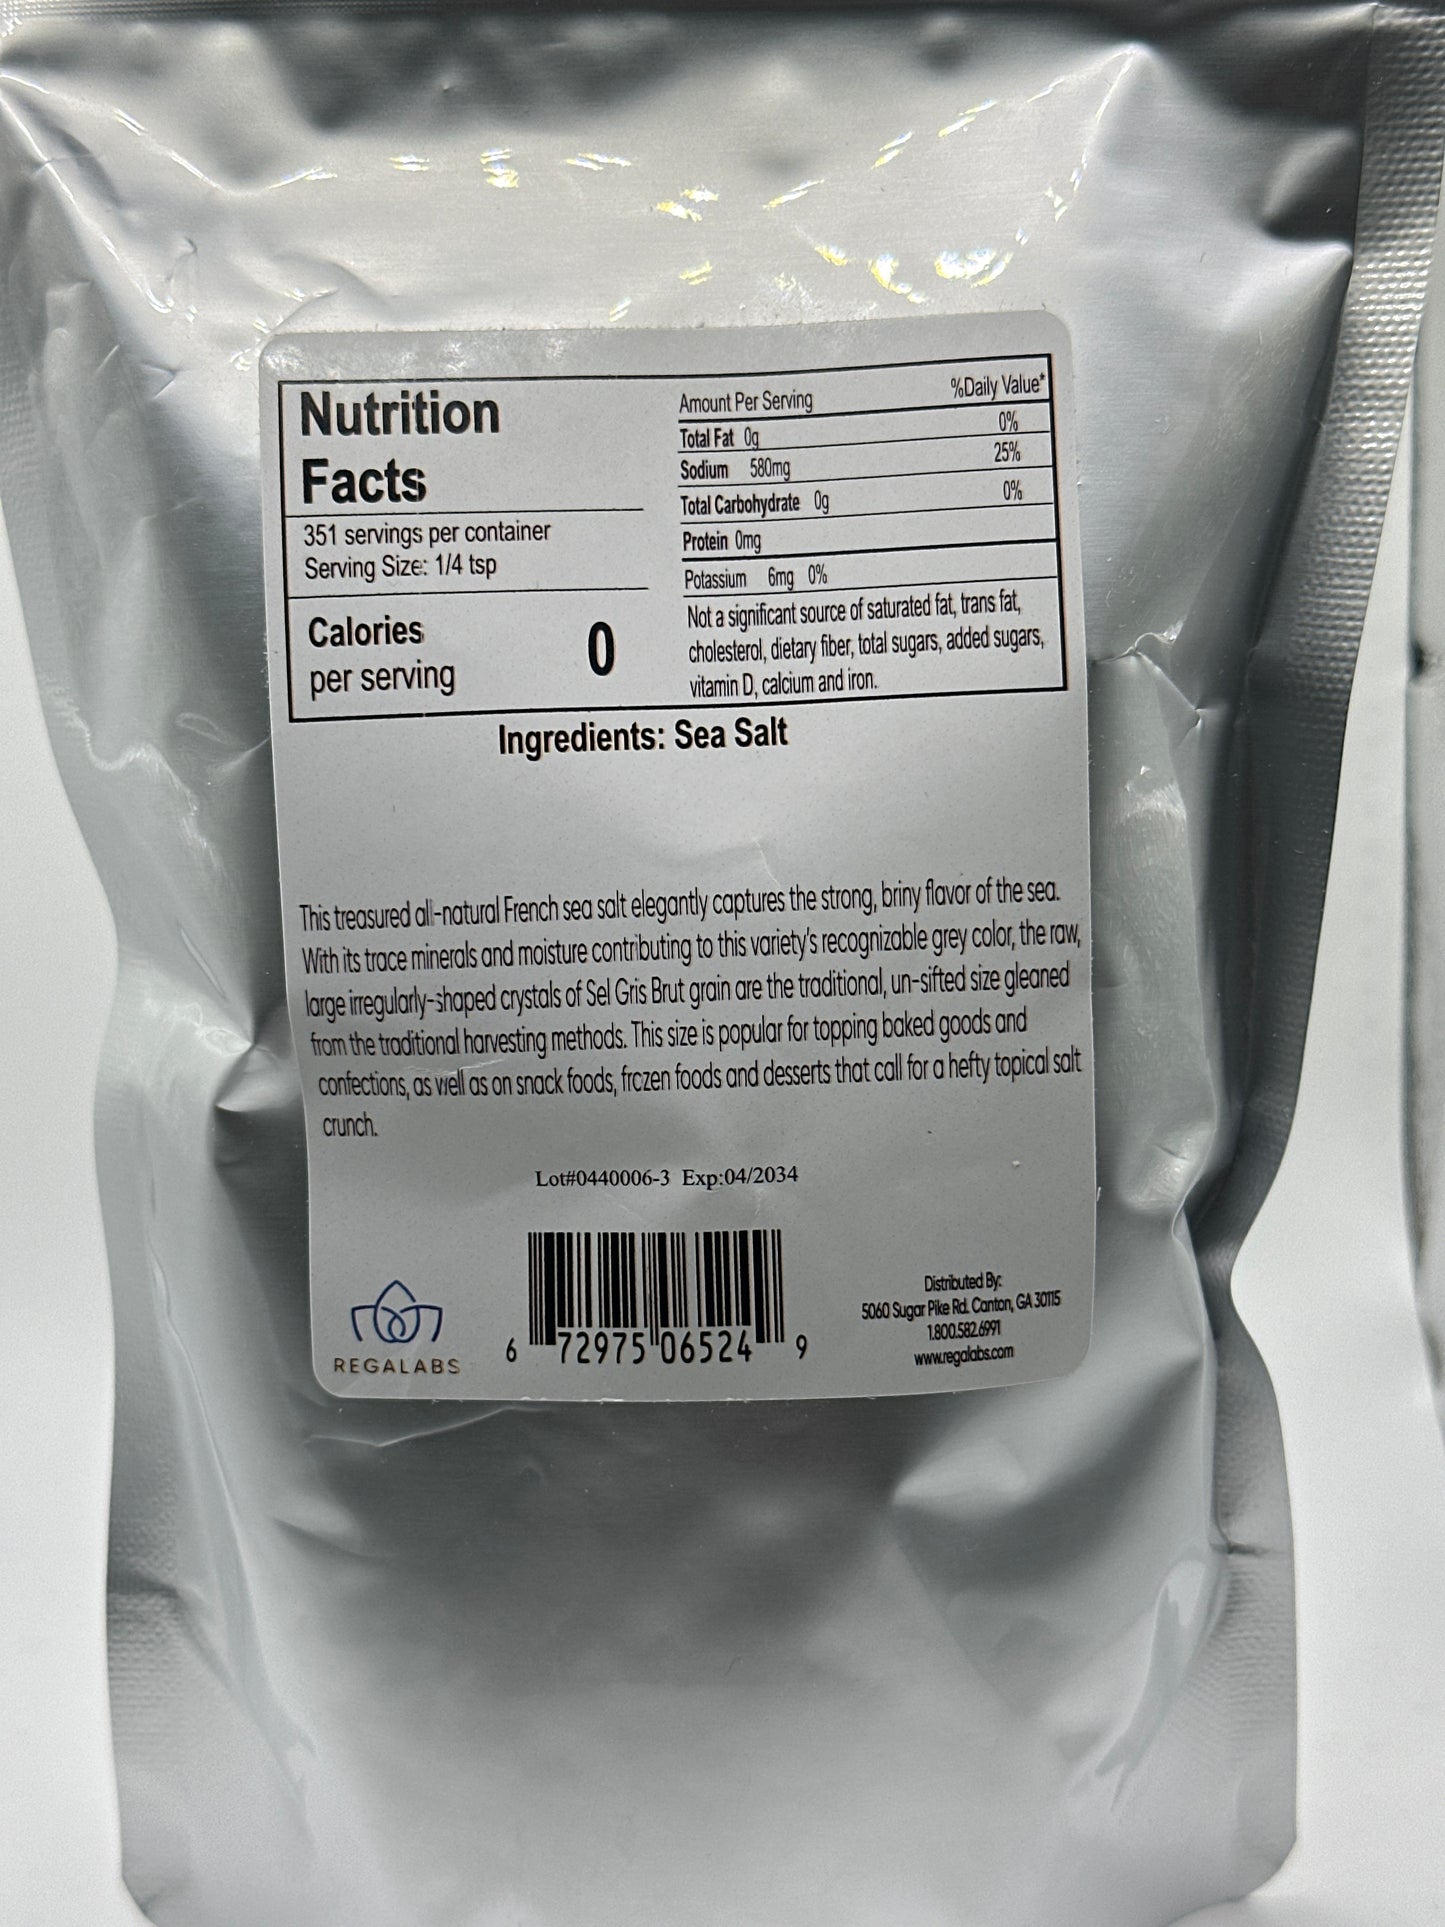 Nutrition
Facts
351 servings per container
Serving Size: 1/4 tsp
Calories
per serving
0
Amount Per Serving %Daily Value*
Total Fat 0g 0%
Sodium 580mg 25%
Total Carbohydrate 0g 0%
Protein 0mg
Potassium 6mg 0%
Not a significant source of saturated fat, trans fat,
cholesterol, dietary fiber, total sugars, added sugars,
vitamin D, calcium and iron.
Ingredients: Sea Salt
This treasured all-natural French sea salt elegantly captures the strong, briny flavor of the sea.
With its trace minerals and moisture contributing to this variety's recognizable grey color, the raw,
large irregularly-shaped crystals of Sel Gris Brut grain are the traditional, un-sifted size gleaned
from the traditional harvesting methods. This size is popular for topping baked goods and
confections, as well as on snack foods, frozen foods and desserts that call for a hefty topical salt
crunch.
Lot#0440006-3 Exp:04/2034
REGALABS
6 72975 06524 9
Distributed By:
5060 Sugar Pike Rd. Canton, GA 30115
1.800.582.6991
www.regalabs.com